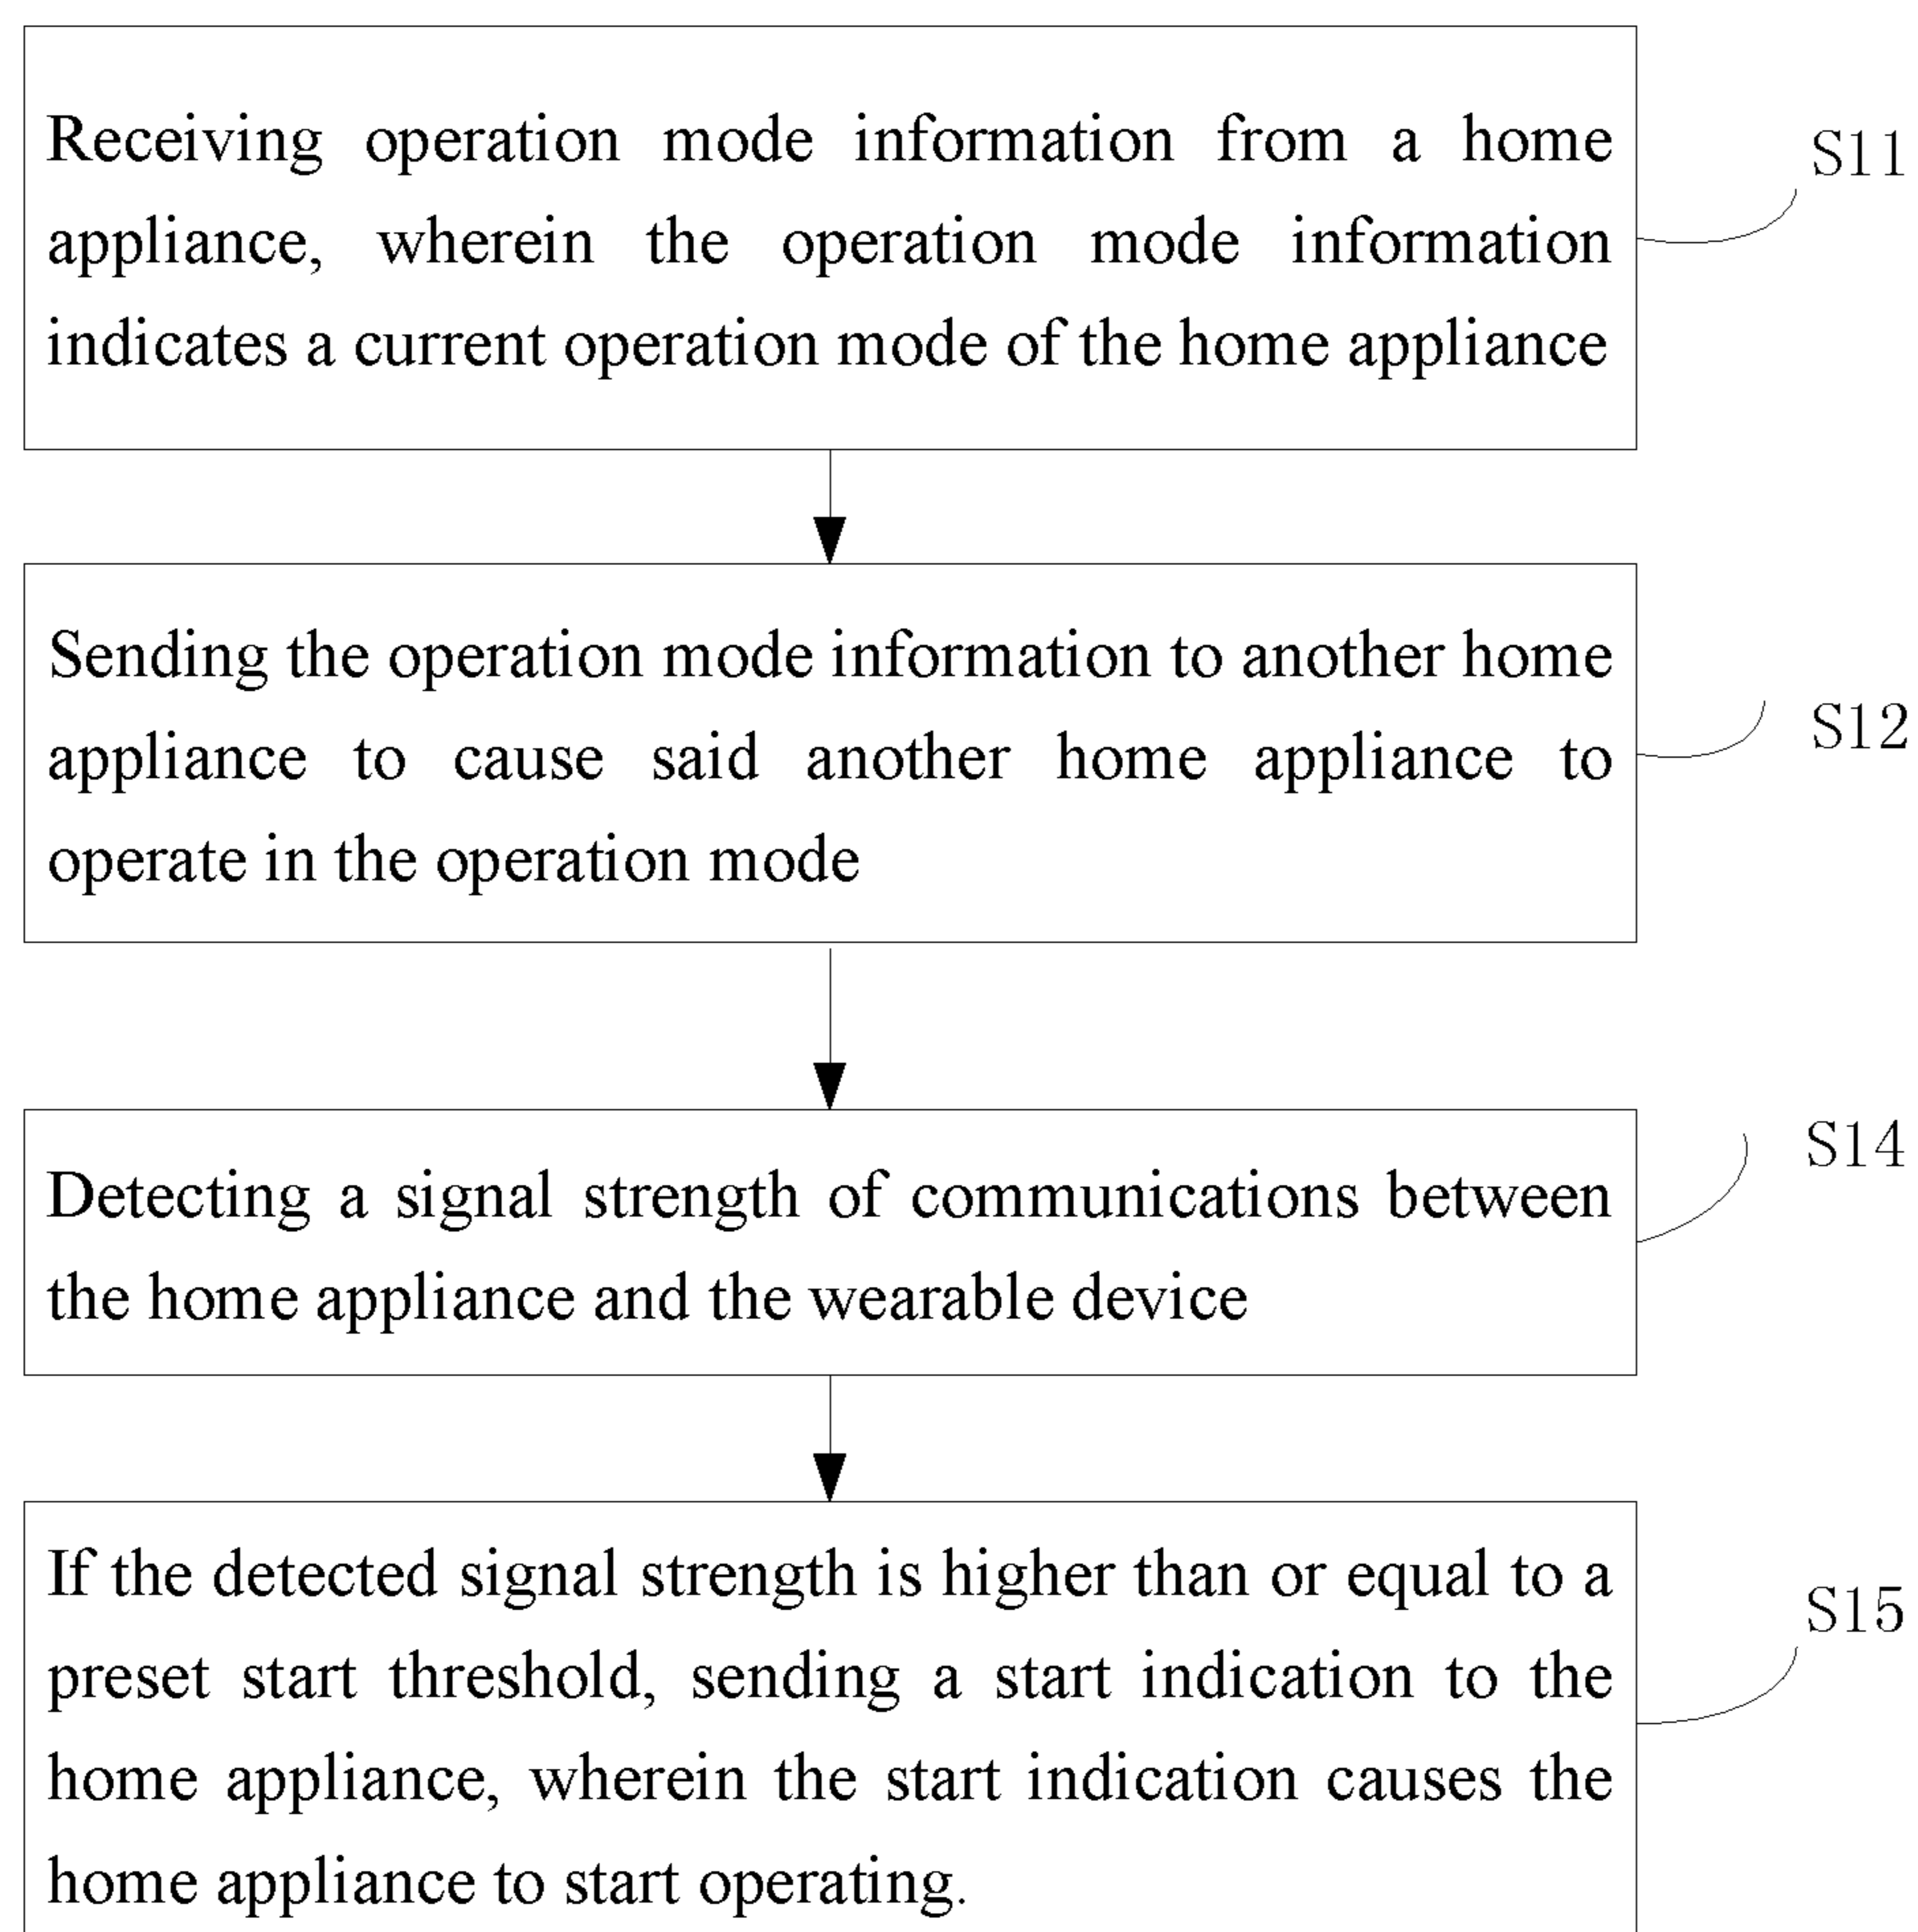 Receiving operation mode information from a home
appliance, wherein the operation mode information
indicates a current operation mode of the home appliance
S11
Sending the operation mode information to another home
appliance to cause said another home appliance to
operate in the operation mode
S12
Detecting a signal strength of communications between
the home appliance and the wearable device
S14
If the detected signal strength is higher than or equal to a
preset start threshold, sending a start indication to the
home appliance, wherein the start indication causes the
home appliance to start operating.
S15